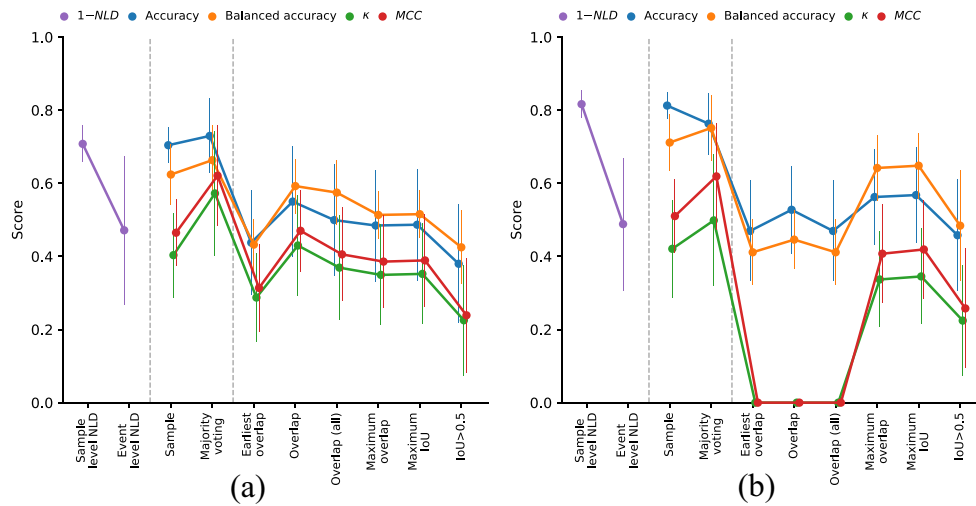 1−NLD Accuracy Balanced accuracy κ MCC
1.0
0.8
0.6
0.4
0.2
0.0
Score
Sample
level NLD
Event
level NLD
Sample
Majority
voting
Earliest
overlap
Overlap
Overlap (all)
Maximum
overlap
Maximum
IoU
IoU>0.5
(a)
1−NLD Accuracy Balanced accuracy κ MCC
1.0
0.8
0.6
0.4
0.2
0.0
Score
Sample
level NLD
Event
level NLD
Sample
Majority
voting
Earliest
overlap
Overlap
Overlap (all)
Maximum
overlap
Maximum
IoU
IoU>0.5
(b)